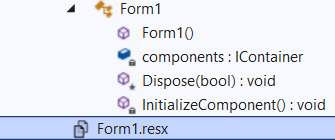 Form1
Form1()
components : IContainer
Dispose(bool) : void
InitializeComponent() : void
Form1.resx